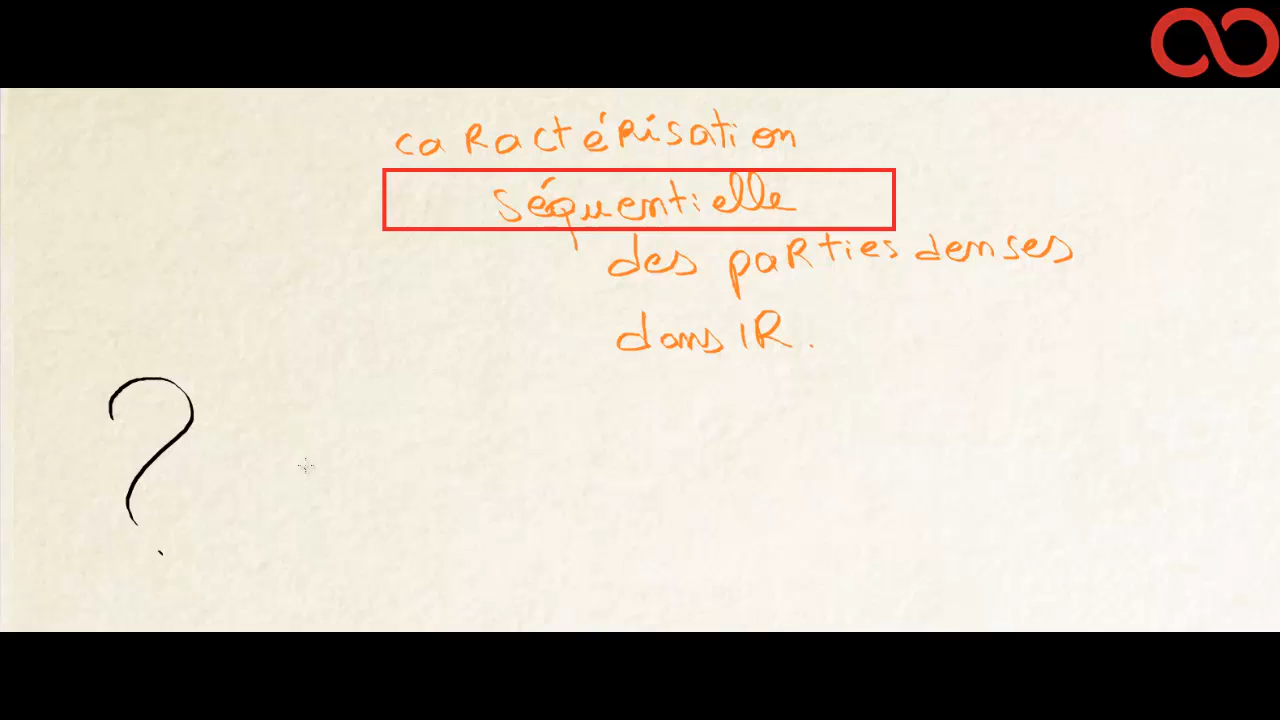 caractérisation
séquentielle
des parties denses
dans IR.
?